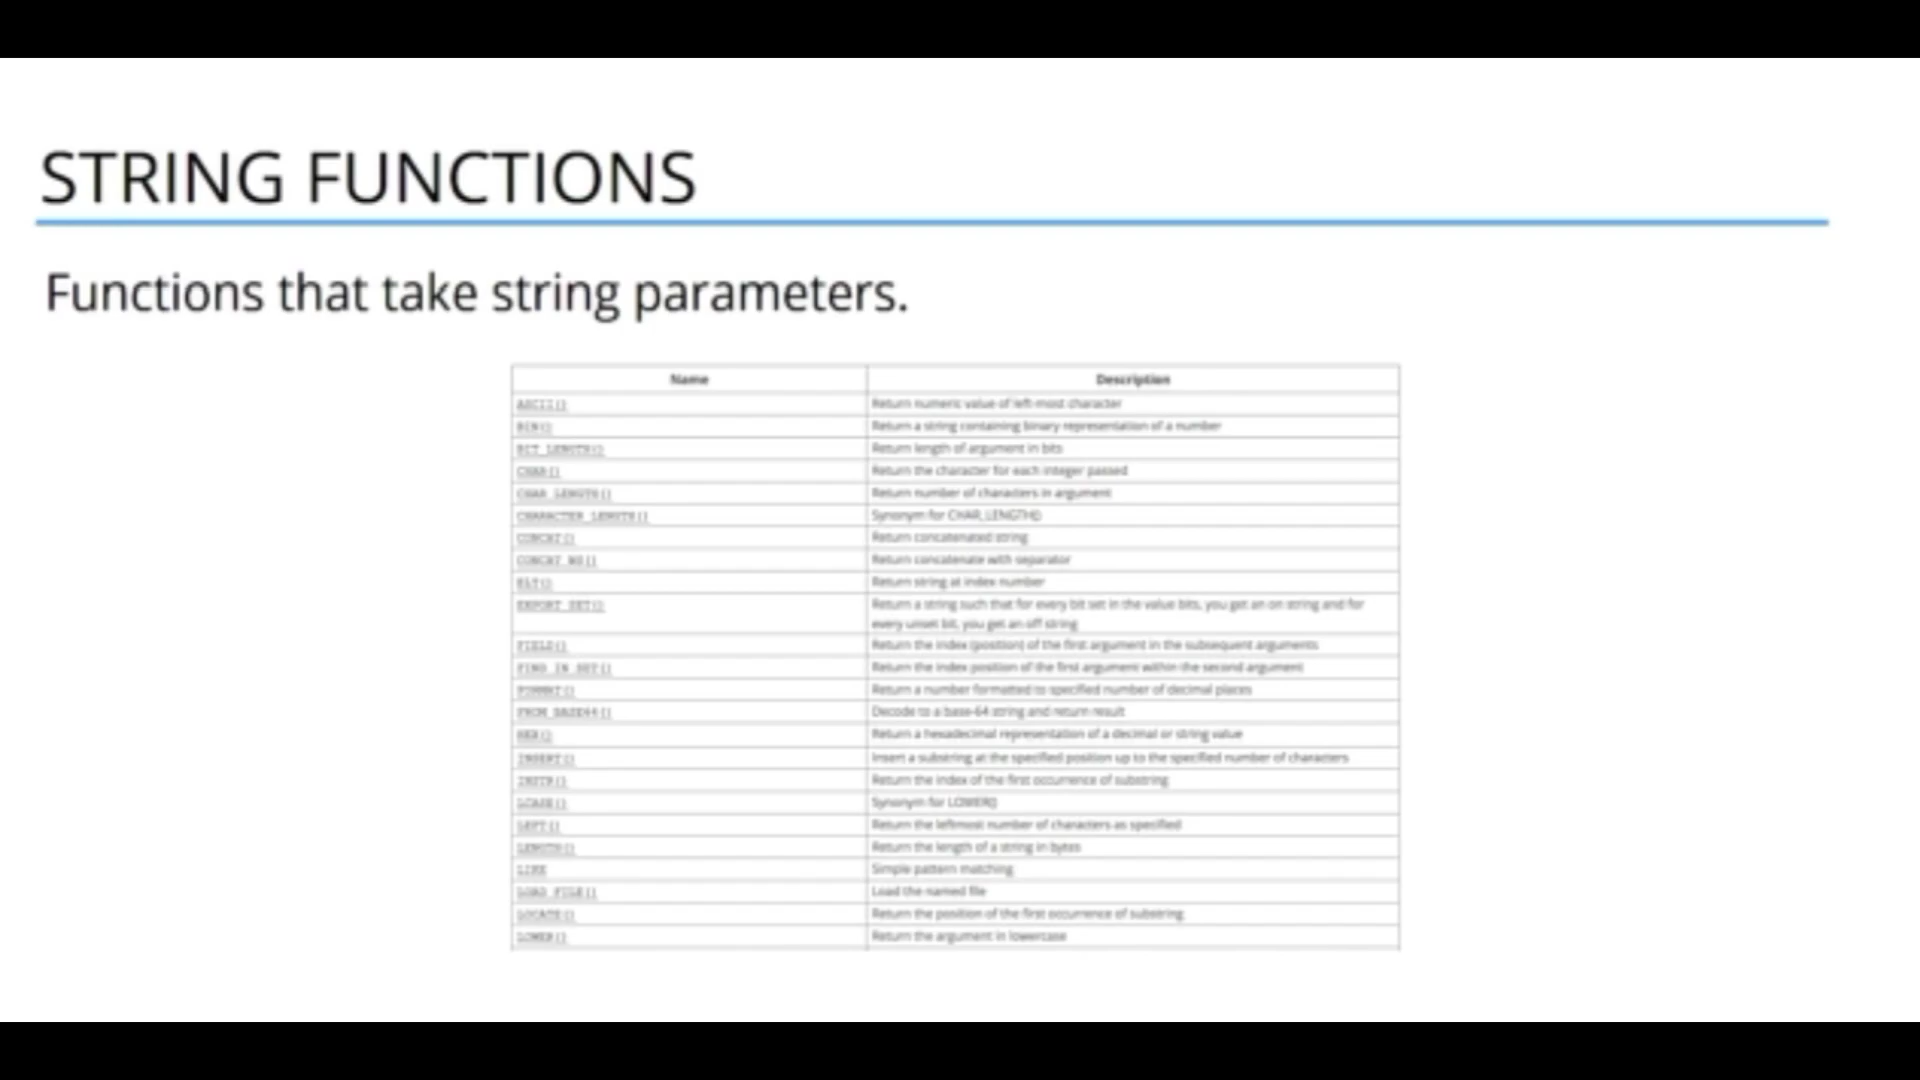 STRING FUNCTIONS
Functions that take string parameters.
Name Description
ASCII() Return numeric value of left-most character
BIN() Return a string containing binary representation of a number
BIT_LENGTH() Return length of argument in bits
CHAR() Return the character for each integer passed
CHAR_LENGTH() Return number of characters in argument
CHARACTER_LENGTH() Synonym for CHAR_LENGTH()
CONCAT() Return concatenated string
CONCAT_WS() Return concatenate with separator
ELT() Return string at index number
EXPORT_SET() Return a string such that for every bit set in the value bits, you get an on string and for
every unset bit, you get an off string
FIELD() Return the index (position) of the first argument in the subsequent arguments
FIND_IN_SET() Return the index position of the first argument within the second argument
FORMAT() Return a number formatted to specified number of decimal places
FROM_BASE64() Decode to a base-64 string and return result
HEX() Return a hexadecimal representation of a decimal or string value
INSERT() Insert a substring at the specified position up to the specified number of characters
INSTR() Return the index of the first occurrence of substring
LCASE() Synonym for LOWER()
LEFT() Return the leftmost number of characters as specified
LENGTH() Return the length of a string in bytes
LIKE Simple pattern matching
LOAD_FILE() Load the named file
LOCATE() Return the position of the first occurrence of substring
LOWER() Return the argument in lowercase